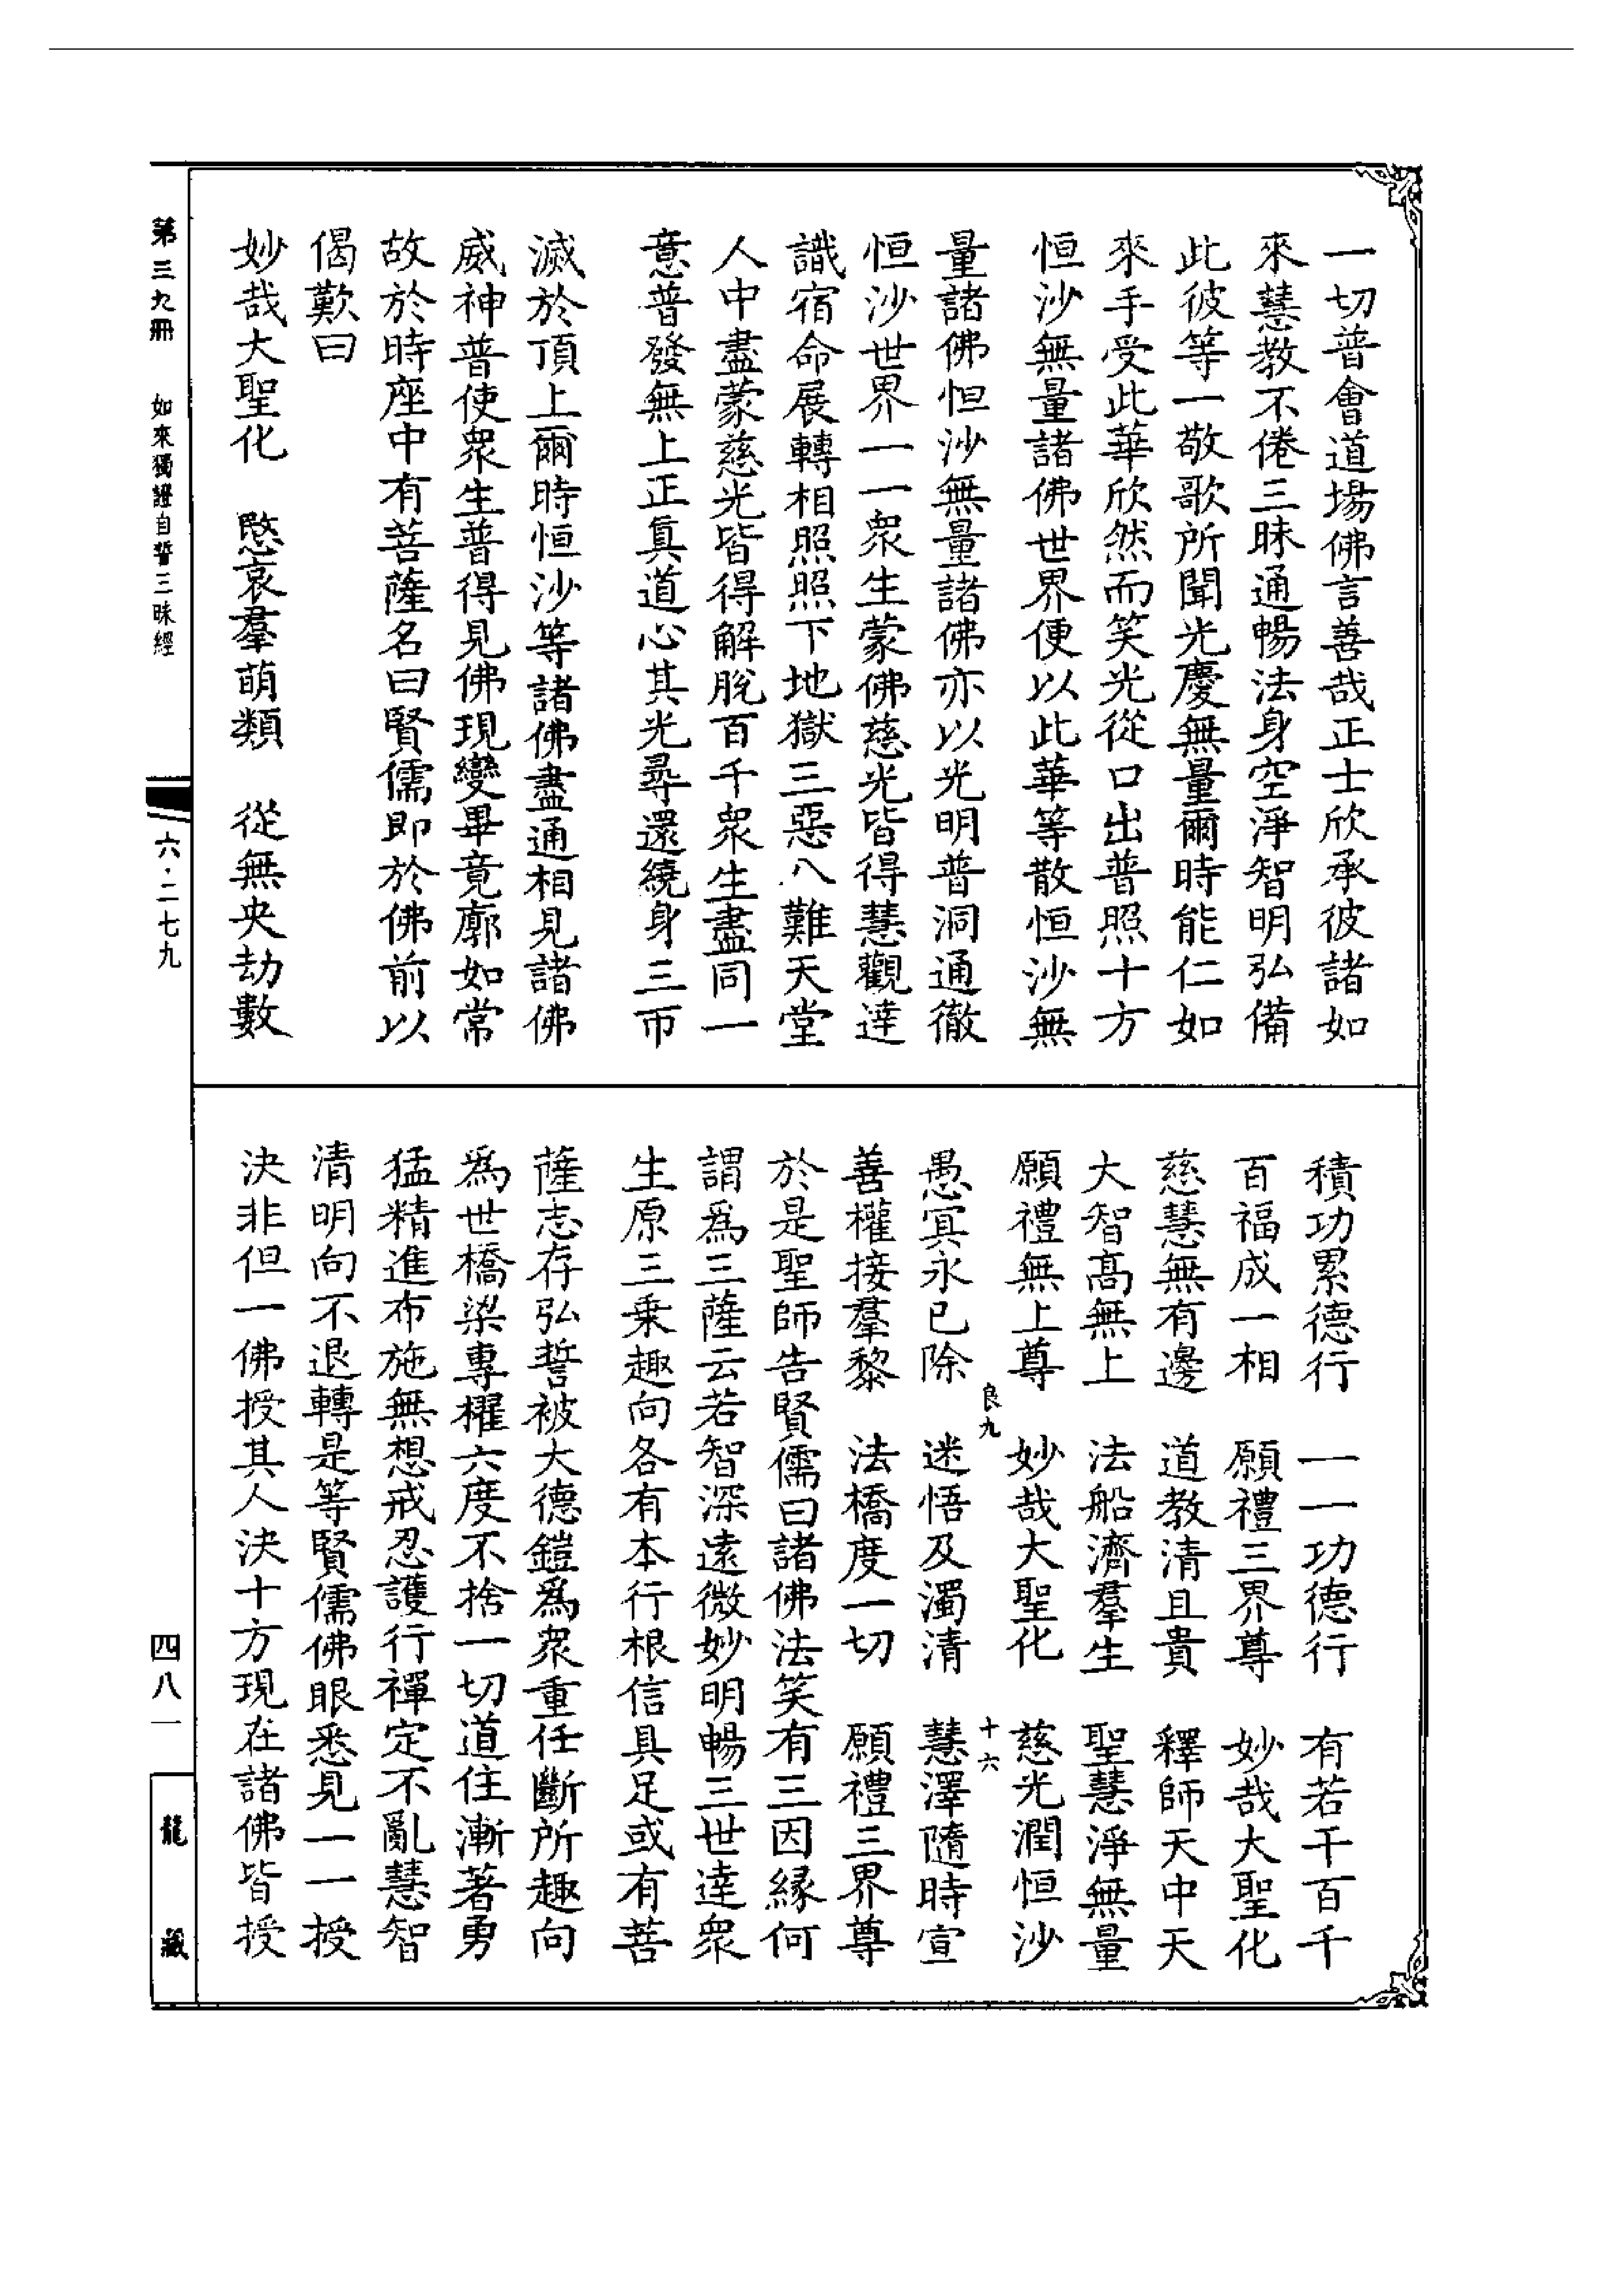 一切普會道場佛言善哉正士欣承彼諸如
來慧教不倦三昧通暢法身空淨智明弘備
此彼等一敬歌所聞光慶無量爾時能仁如
來手受此華欣然而笑光從口出普照十方
恒沙無量諸佛世界便以此華等散恒沙無
量諸佛怛沙無量諸佛亦以光明普洞通徹
恒沙世界一一衆生蒙佛慈光皆得慧觀達
識宿命展轉相照照下地獄三惡八難天堂
人中盡蒙慈光皆得解脫百千衆生盡同一
意普發無上正真道心其光尋還繞身三帀
滅於頂上爾時恒沙等諸佛盡通相見諸佛
威神普使衆生普得見佛現變畢竟廓如常
故於時座中有菩薩名曰賢儒即於佛前以
偈歎曰
妙哉大聖化　愍哀羣萌類　從無央劫數
積功累德行　一一功德行　有若千百千
百福成一相　願禮三界尊　妙哉大聖化
慈慧無有邊　道教清且貴　釋師天中天
大智高無上　法船濟羣生　聖慧淨無量
願禮無上尊　妙哉大聖化　慈光潤恒沙
良九　十六
愚冥永已除　迷悟及濁清　慧澤隨時宣
善權接羣黎　法橋度一切　願禮三界尊
於是聖師告賢儒曰諸佛法笑有三因緣何
謂爲三薩云若智深遠微妙明暢三世達衆
生原三乘趣向各有本行根信具足或有菩
薩志存弘誓被大德鎧爲衆重任斷所趣向
爲世橋梁專櫂六度不捨一切道住漸著勇
猛精進布施無想戒忍護行禪定不亂慧智
清明向不退轉是等賢儒佛眼悉見一一授
決非但一佛授其人決十方現在諸佛皆授
第三九冊　如來獨證自誓三昧經　六·二七九　四八一
龍藏